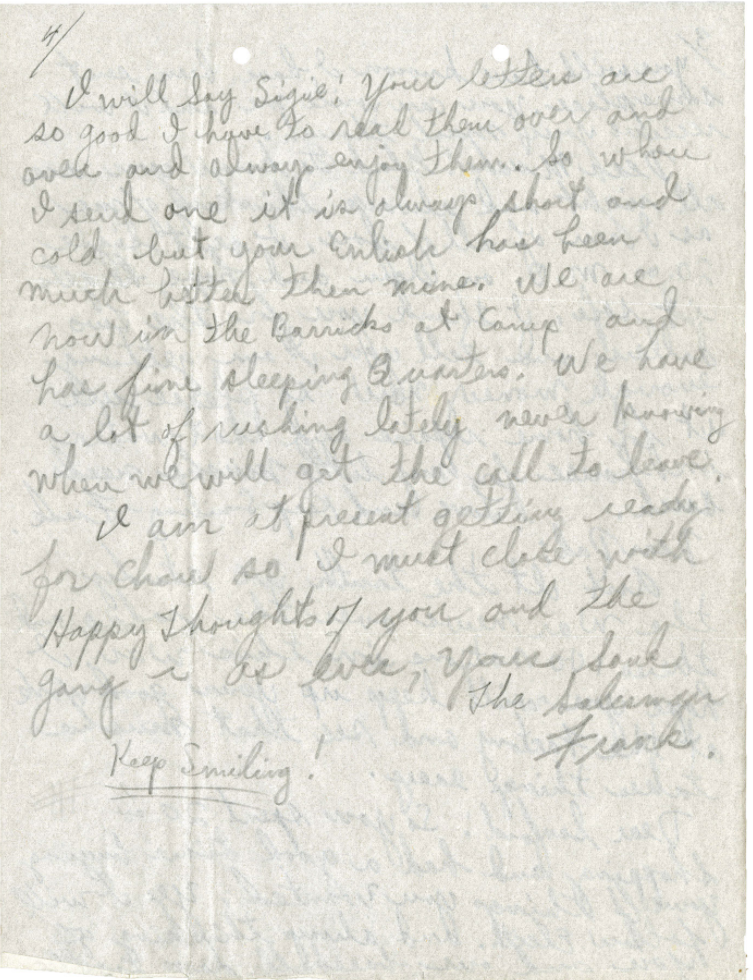 4/
I will say Sigie! Your letters are
so good I have to read them over and
over and always enjoy them. So when
I send one it is always short and
cold but your Enlish has been
much better then mine. We are
now in the Barricks at Camp and
has fine sleeping Quarters. We have
a lot of rushing lately never knowing
when we will get the call to leave.
I am at present getting ready
for chow so I must close with
Happy Thoughts of you and the
gang as ever, Your
The Salesman
Frank.
Keep Smiling!